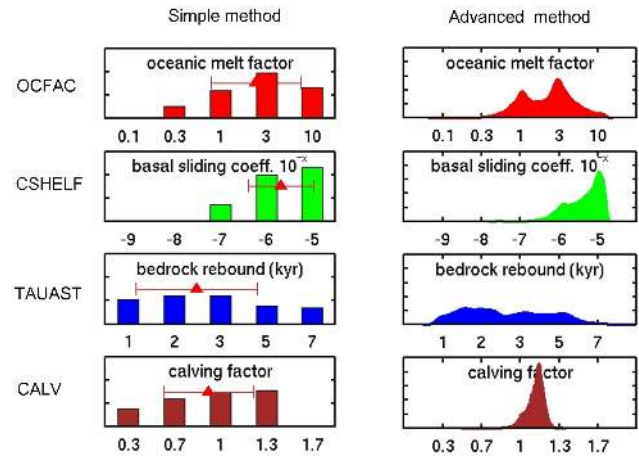 Simple method
Advanced method
OCFAC
oceanic melt factor
0.1 0.3 1 3 10
oceanic melt factor
0.1 0.3 1 3 10
CSHELF
basal sliding coeff. 10⁻ˣ
-9 -8 -7 -6 -5
basal sliding coeff. 10⁻ˣ
-9 -8 -7 -6 -5
TAUAST
bedrock rebound (kyr)
1 2 3 5 7
bedrock rebound (kyr)
1 2 3 5 7
CALV
calving factor
0.3 0.7 1 1.3 1.7
calving factor
0.3 0.7 1 1.3 1.7